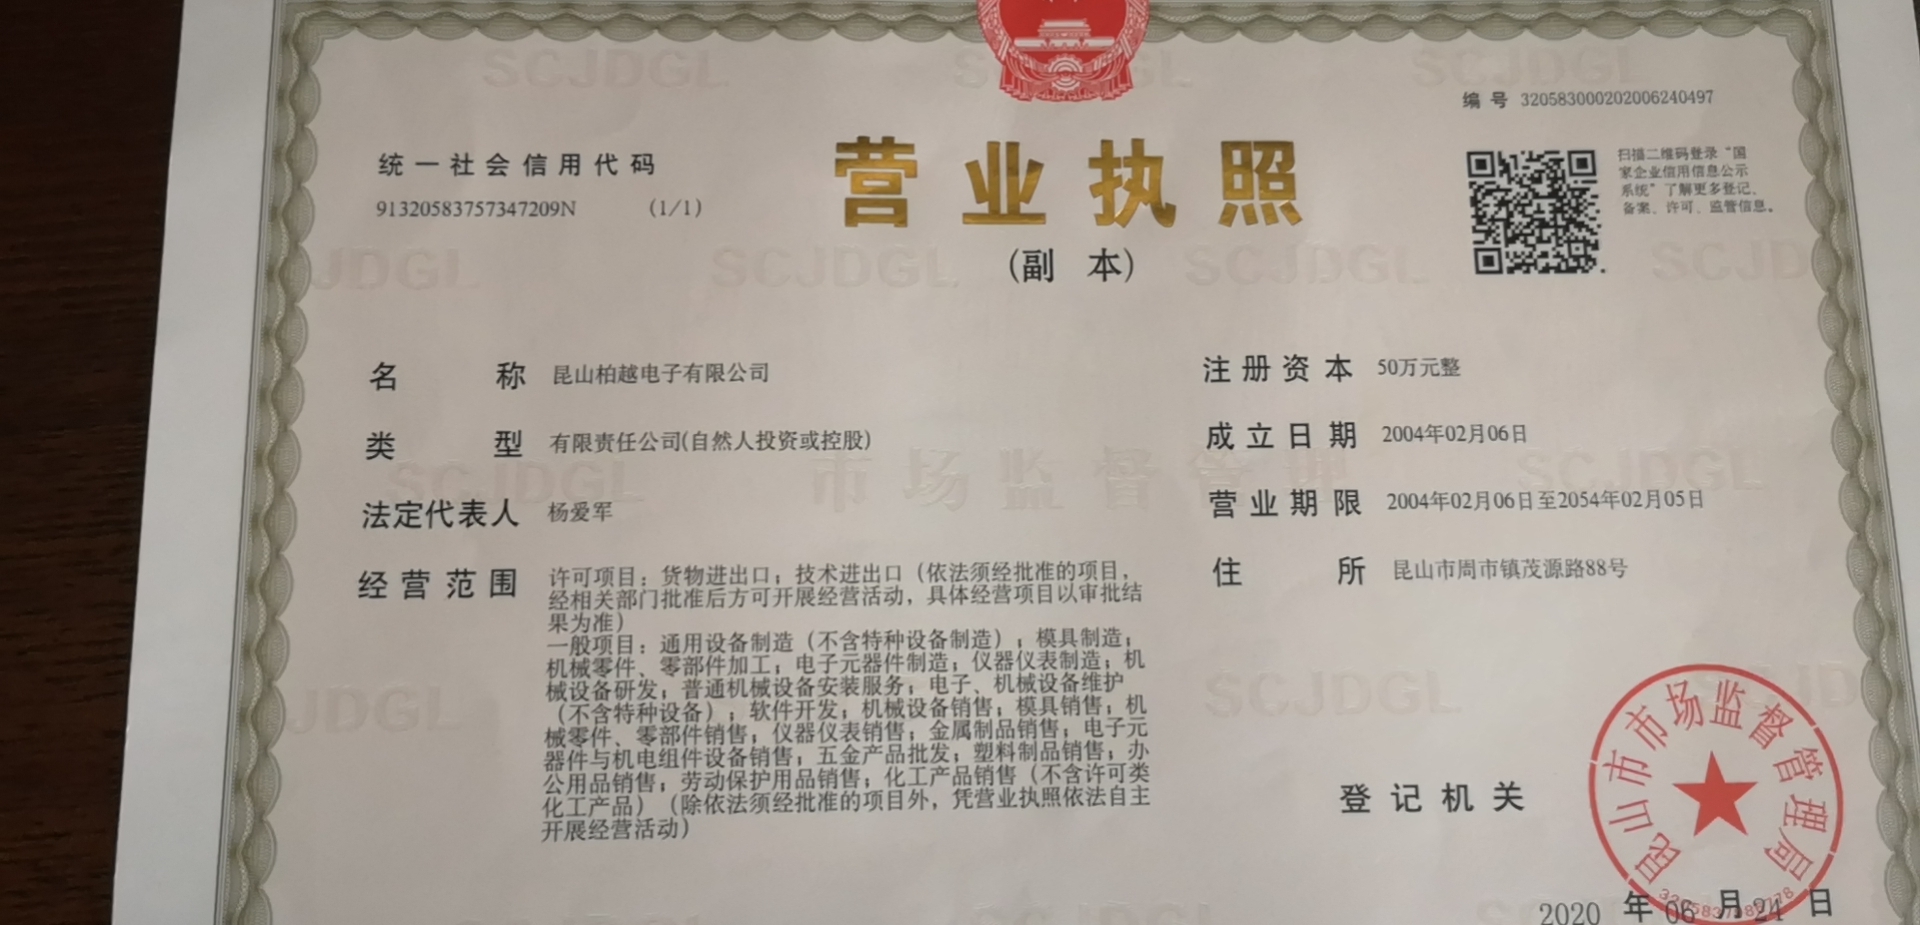 编号 320583000202006240497
统一社会信用代码
91320583757347209N (1/1)
营业执照
(副本)
扫描二维码登录“国
家企业信用信息公示
系统”了解更多登记、
备案、许可、监管信息。
名称 昆山柏越电子有限公司
类型 有限责任公司(自然人投资或控股)
法定代表人 杨爱军
经营范围 许可项目：货物进出口；技术进出口（依法须经批准的项目，
经相关部门批准后方可开展经营活动，具体经营项目以审批结
果为准）
一般项目：通用设备制造（不含特种设备制造）；模具制造；
机械零件、零部件加工；电子元器件制造；仪器仪表制造；机
械设备研发；普通机械设备安装服务；电子、机械设备维护
（不含特种设备）；软件开发；机械设备销售；模具销售；机
械零件、零部件销售；仪器仪表销售；金属制品销售；电子元
器件与机电组件设备销售；五金产品批发；塑料制品销售；办
公用品销售；劳动保护用品销售；化工产品销售（不含许可类
化工产品）（除依法须经批准的项目外，凭营业执照依法自主
开展经营活动）
注册资本 50万元整
成立日期 2004年02月06日
营业期限 2004年02月06日至2054年02月05日
住所 昆山市周市镇茂源路88号
登记机关
昆山市市场监督管理局
2020年06月24日
SCJDGL
市场监督管理